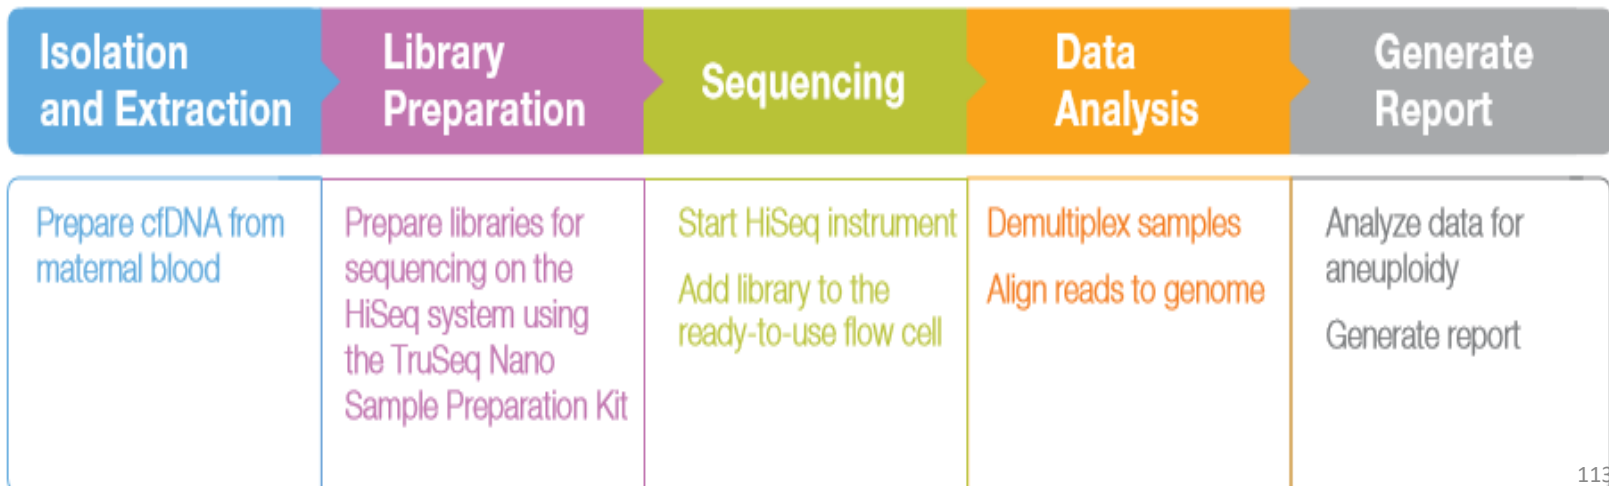 Isolation
and Extraction
Library
Preparation
Sequencing
Data
Analysis
Generate
Report
Prepare cfDNA from
maternal blood
Prepare libraries for
sequencing on the
HiSeq system using
the TruSeq Nano
Sample Preparation Kit
Start HiSeq instrument
Add library to the
ready-to-use flow cell
Demultiplex samples
Align reads to genome
Analyze data for
aneuploidy
Generate report
113